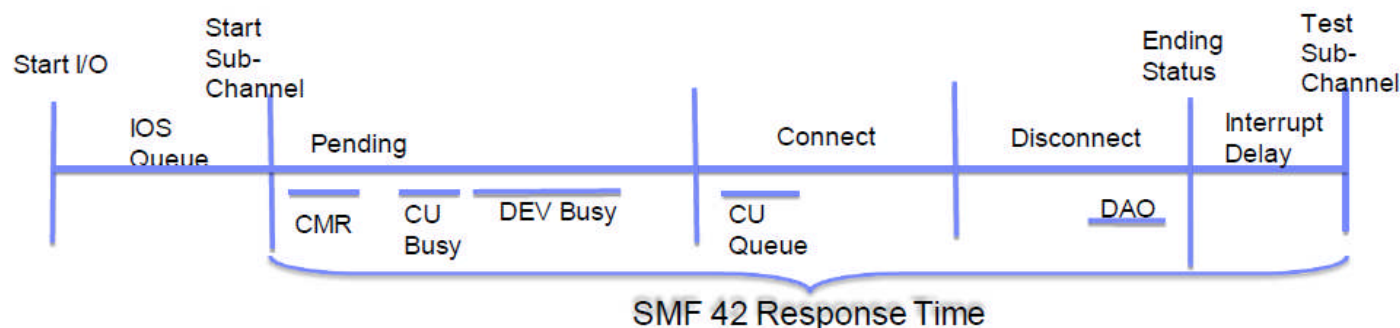 Start I/O
Start
Sub-
Channel
Ending
Status
Test
Sub-
Channel
IOS
Queue
Pending
Connect
Disconnect
Interrupt
Delay
CMR
CU
Busy
DEV Busy
CU
Queue
DAO
SMF 42 Response Time